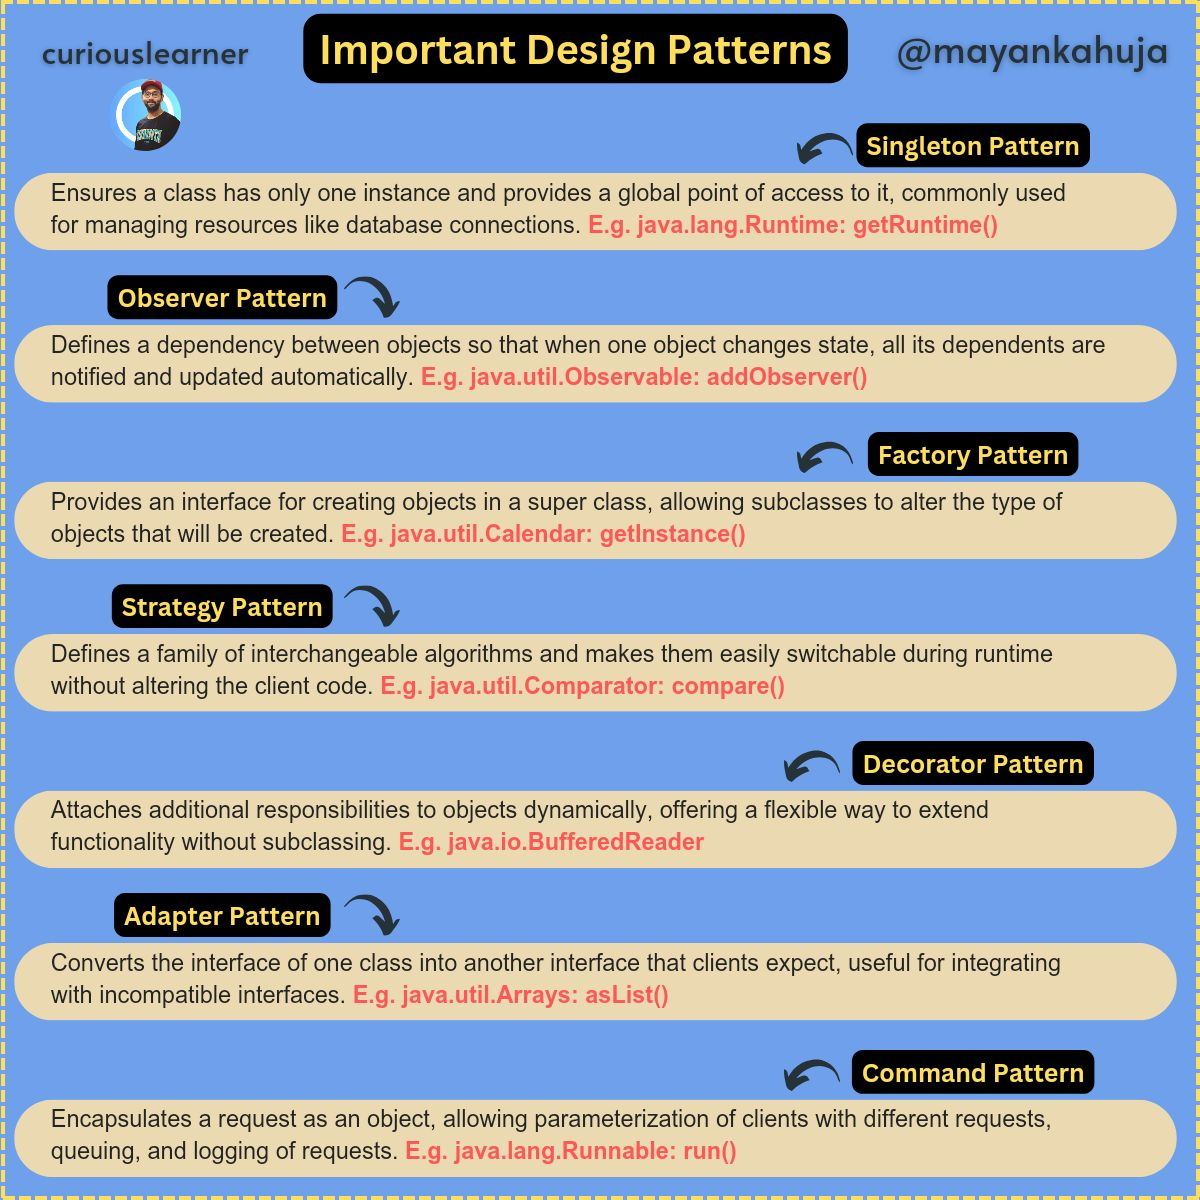 curiouslearner
Important Design Patterns
@mayankahuja
Singleton Pattern
Ensures a class has only one instance and provides a global point of access to it, commonly used
for managing resources like database connections. E.g. java.lang.Runtime: getRuntime()
Observer Pattern
Defines a dependency between objects so that when one object changes state, all its dependents are
notified and updated automatically. E.g. java.util.Observable: addObserver()
Factory Pattern
Provides an interface for creating objects in a super class, allowing subclasses to alter the type of
objects that will be created. E.g. java.util.Calendar: getInstance()
Strategy Pattern
Defines a family of interchangeable algorithms and makes them easily switchable during runtime
without altering the client code. E.g. java.util.Comparator: compare()
Decorator Pattern
Attaches additional responsibilities to objects dynamically, offering a flexible way to extend
functionality without subclassing. E.g. java.io.BufferedReader
Adapter Pattern
Converts the interface of one class into another interface that clients expect, useful for integrating
with incompatible interfaces. E.g. java.util.Arrays: asList()
Command Pattern
Encapsulates a request as an object, allowing parameterization of clients with different requests,
queuing, and logging of requests. E.g. java.lang.Runnable: run()